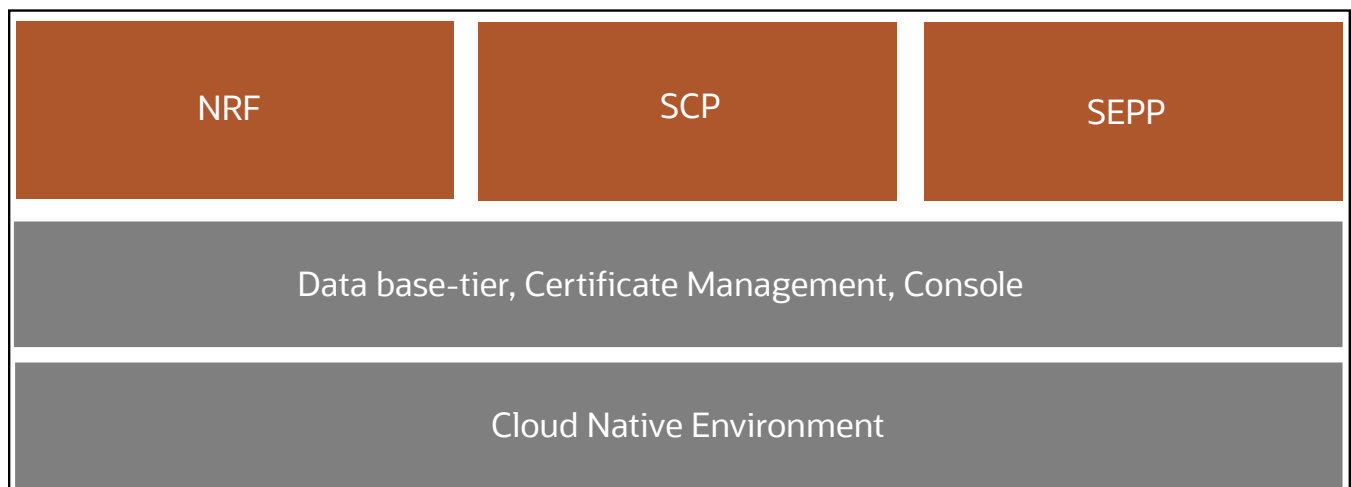 NRF
SCP
SEPP
Data base-tier, Certificate Management, Console
Cloud Native Environment